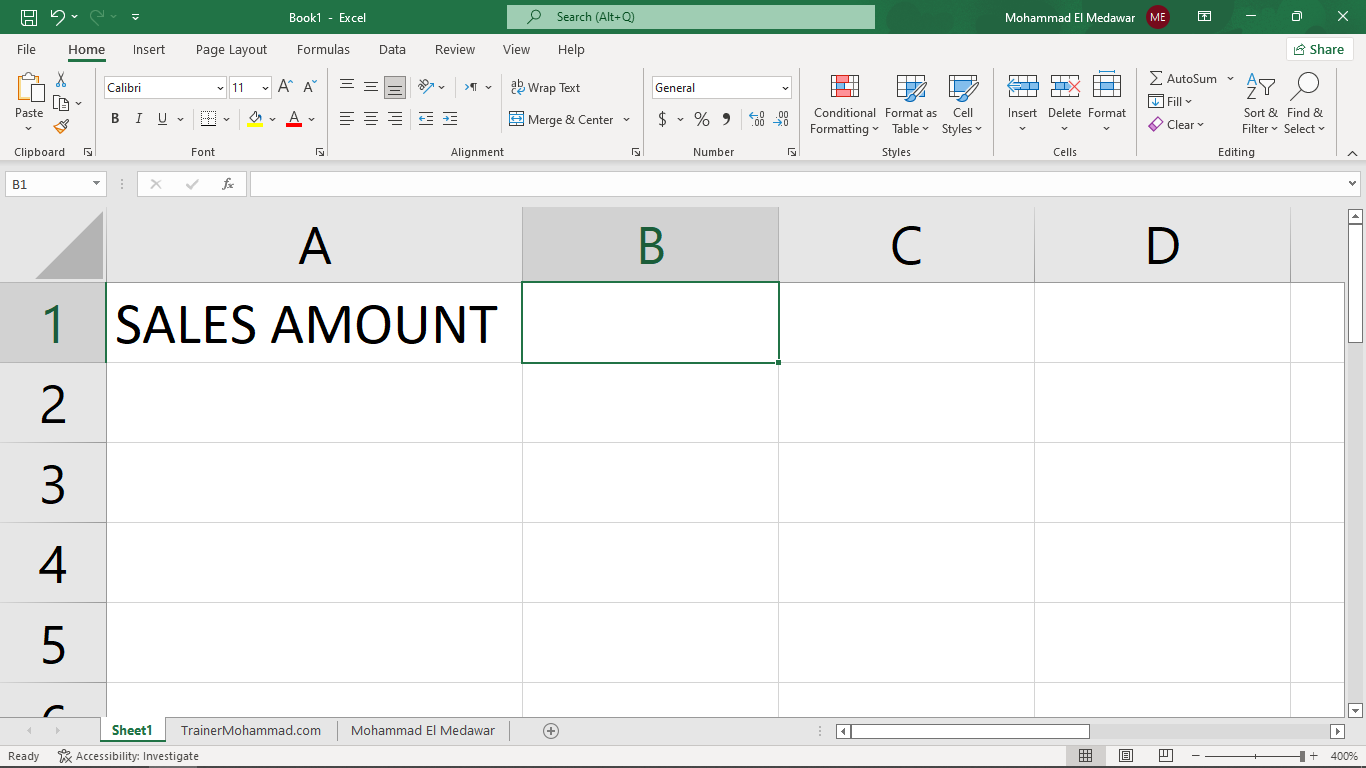 Book1 - Excel
Search (Alt+Q)
Mohammad El Medawar
ME
File Home Insert Page Layout Formulas Data Review View Help
Share
Paste
Clipboard
Calibri
11
A A
B I U
A
Font
ab
c
Wrap Text
Merge & Center
Alignment
General
$ % 9
.00
.00
Number
Conditional
Formatting
Format as
Table
Cell
Styles
Styles
Insert
Delete
Format
Cells
AutoSum
Fill
Clear
Sort &
Filter
Find &
Select
Editing
B1
fx
A B C D
1 SALES AMOUNT
2
3
4
5
6
Sheet1 TrainerMohammad.com Mohammad El Medawar
Ready Accessibility: Investigate
400%